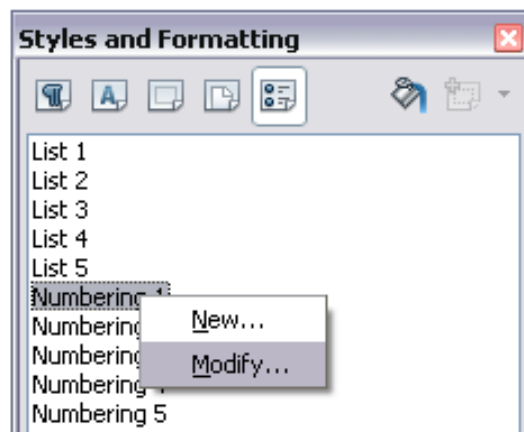 Styles and Formatting
List 1
List 2
List 3
List 4
List 5
Numbering 1
New...
Numbering
Numbering
Modify...
Numbering
Numbering 5